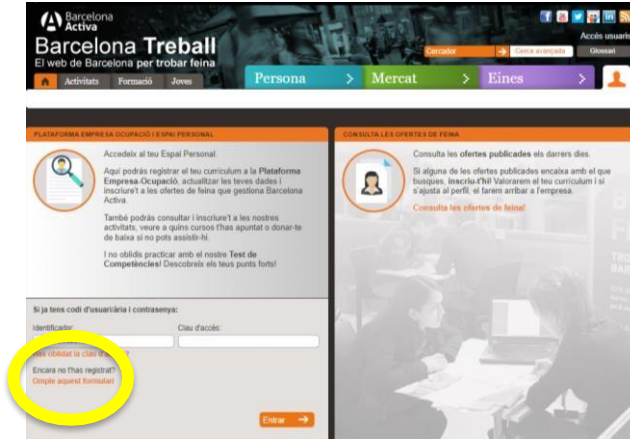 Barcelona
Activa
Barcelona Treball
El web de Barcelona per trobar feina
Accés usuaris
Cercador
Cerca avançada
Glossari
Activitats
Formació
Joves
Persona
Mercat
Eines
PLATAFORMA EMPRESA OCUPACIÓ I ESPAI PERSONAL
Accedeix al teu Espai Personal.
Aquí podràs registrar el teu currículum a la Plataforma
Empresa-Ocupació, actualitzar les teves dades i
inscriure't a les ofertes de feina que gestiona Barcelona
Activa.
També podràs consultar i inscriure't a les nostres
activitats, veure a quins cursos t'has apuntat o donar-te
de baixa si no pots assistir-hi.
I no oblidis practicar amb el nostre Test de
Competències! Descobreix els teus punts forts!
Si ja tens codi d'usuari/ària i contrasenya:
Identificador:
Clau d'accés:
Has oblidat la clau d'accés?
Encara no t'has registrat?
Omple aquest formulari
Entrar
CONSULTA LES OFERTES DE FEINA
Consulta les ofertes publicades els darrers dies.
Si alguna de les ofertes publicades encaixa amb el que
busques, inscriu-t'hi! Valorarem el teu currículum i si
s'ajusta al perfil, el farem arribar a l'empresa.
Consulta les ofertes de feina!